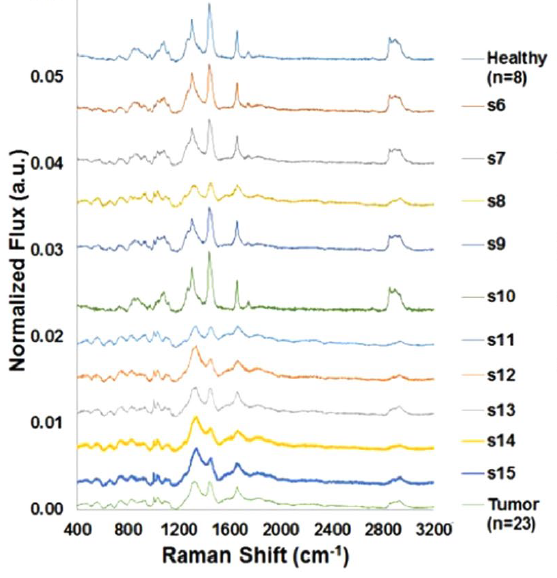 Healthy
(n=8)
0.05
s6
s7
0.04
s8
s9
0.03
s10
0.02
s11
s12
s13
0.01
s14
s15
Tumor
(n=23)
0.00
400 800 1200 1600 2000 2400 2800 3200
Raman Shift (cm-1)
Normalized Flux (a.u.)